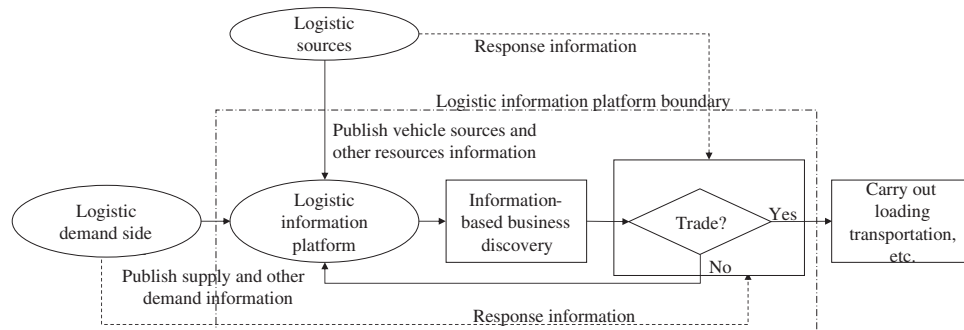 Logistic
sources
Response information
Logistic information platform boundary
Publish vehicle sources and
other resources information
Logistic
demand side
Logistic
information
platform
Information-
based business
discovery
Trade?
Yes
No
Carry out
loading
transportation,
etc.
Publish supply and other
demand information
Response information